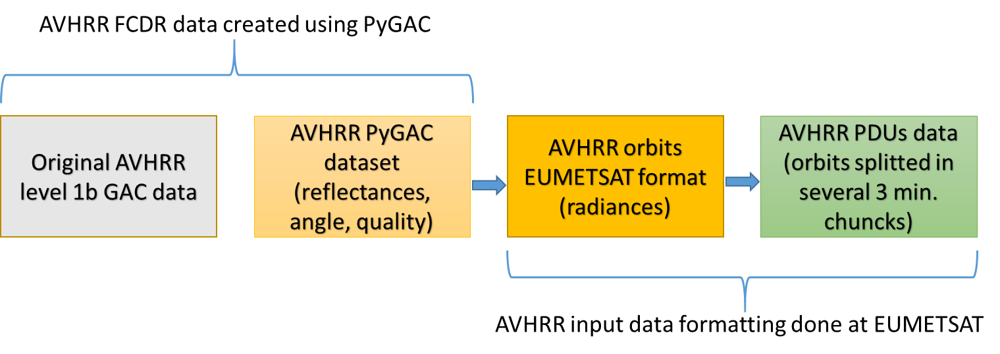 AVHRR FCDR data created using PyGAC
Original AVHRR
level 1b GAC data
AVHRR PyGAC
dataset
(reflectances,
angle, quality)
AVHRR orbits
EUMETSAT format
(radiances)
AVHRR PDUs data
(orbits splitted in
several 3 min.
chuncks)
AVHRR input data formatting done at EUMETSAT